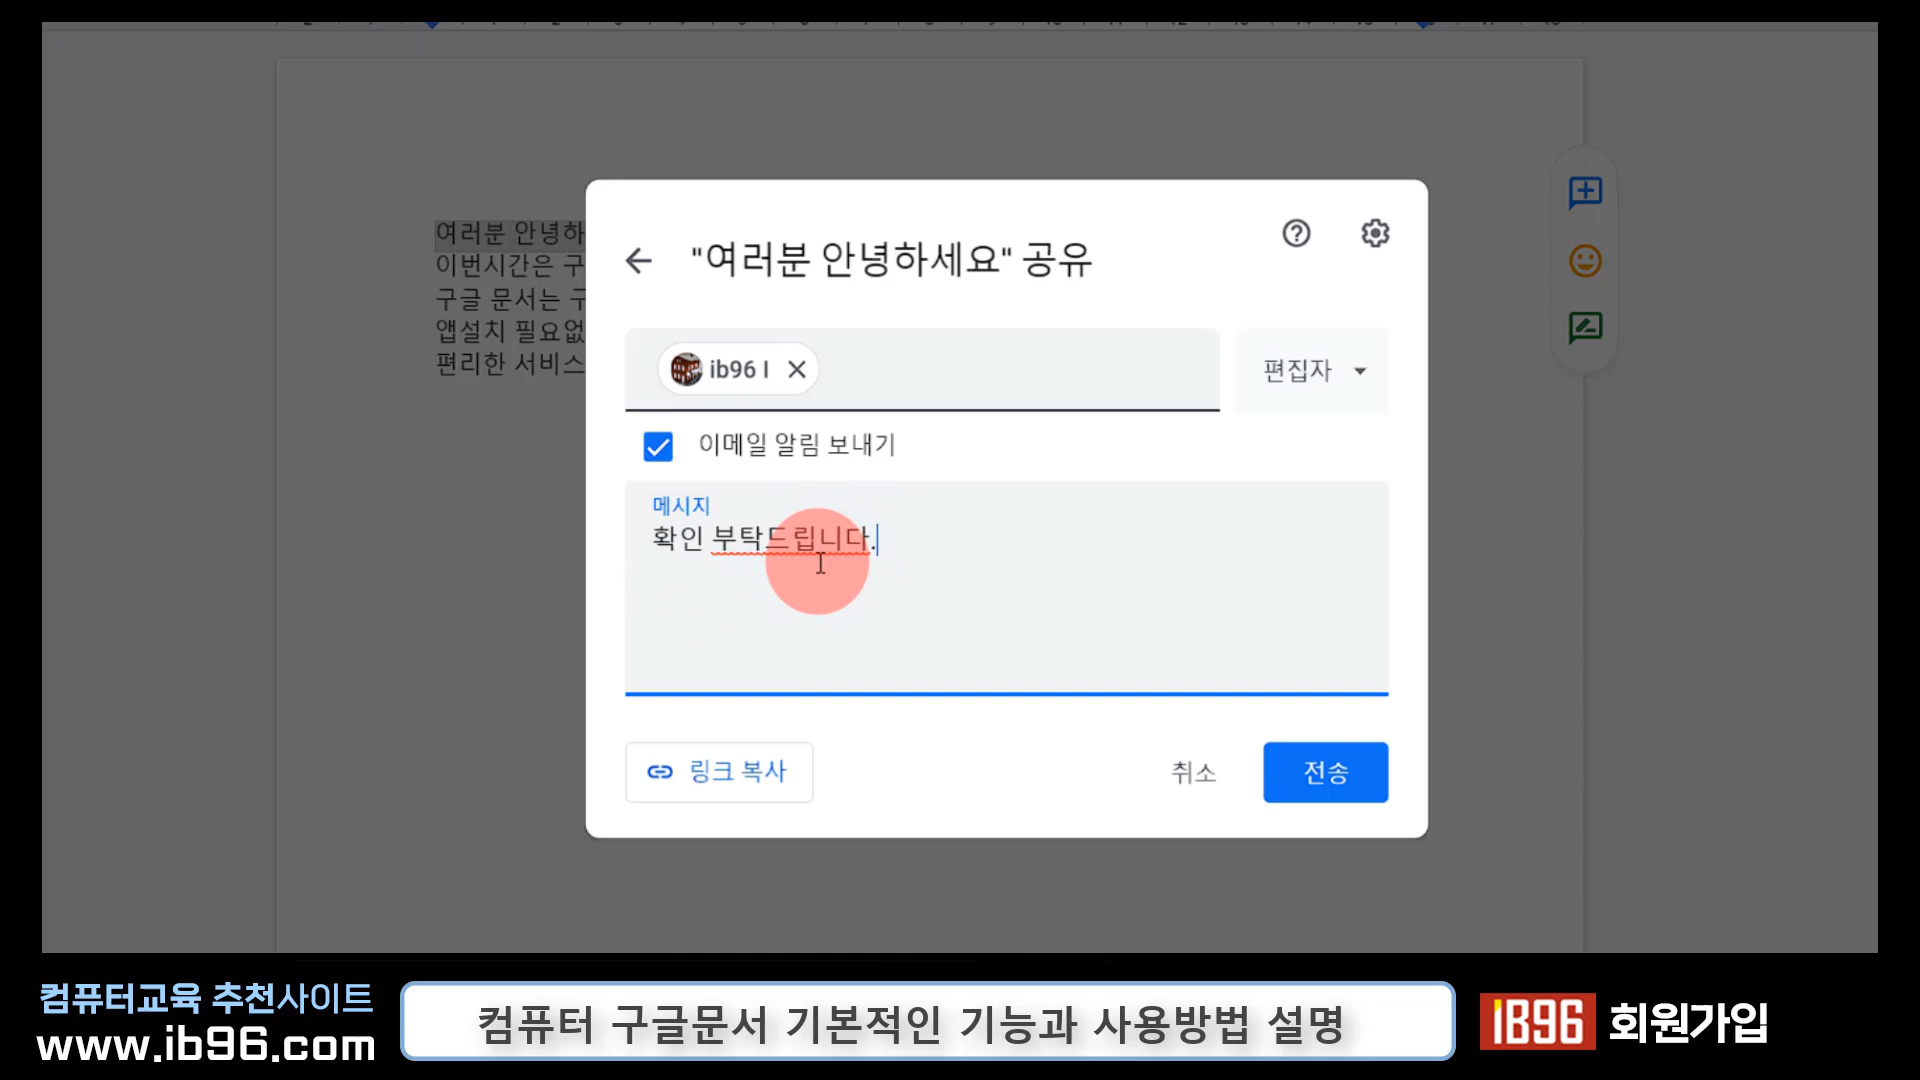 여러분 안녕하
이번시간은 구
구글 문서는 구
앱설치 필요없
편리한 서비스
"여러분 안녕하세요" 공유
ib96 I
편집자
이메일 알림 보내기
메시지
확인 부탁드립니다.
링크 복사
취소
전송
컴퓨터교육 추천사이트
www.ib96.com
컴퓨터 구글문서 기본적인 기능과 사용방법 설명
IB96 회원가입